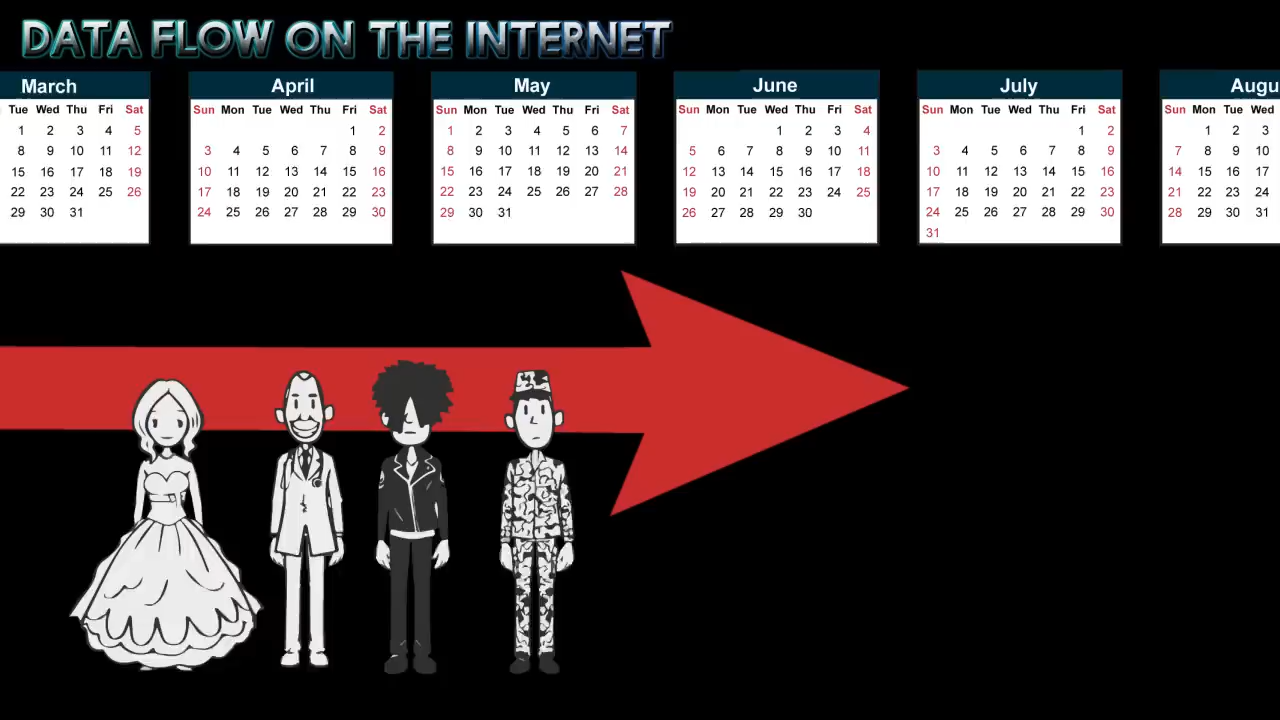 DATA FLOW ON THE INTERNET
March
Tue Wed Thu Fri Sat
1 2 3 4 5
8 9 10 11 12
15 16 17 18 19
22 23 24 25 26
29 30 31
April
Sun Mon Tue Wed Thu Fri Sat
1 2
3 4 5 6 7 8 9
10 11 12 13 14 15 16
17 18 19 20 21 22 23
24 25 26 27 28 29 30
May
Sun Mon Tue Wed Thu Fri Sat
1 2 3 4 5 6 7
8 9 10 11 12 13 14
15 16 17 18 19 20 21
22 23 24 25 26 27 28
29 30 31
June
Sun Mon Tue Wed Thu Fri Sat
1 2 3 4
5 6 7 8 9 10 11
12 13 14 15 16 17 18
19 20 21 22 23 24 25
26 27 28 29 30
July
Sun Mon Tue Wed Thu Fri Sat
1 2
3 4 5 6 7 8 9
10 11 12 13 14 15 16
17 18 19 20 21 22 23
24 25 26 27 28 29 30
31
Augu
Sun Mon Tue Wed
1 2 3
7 8 9 10
14 15 16 17
21 22 23 24
28 29 30 31